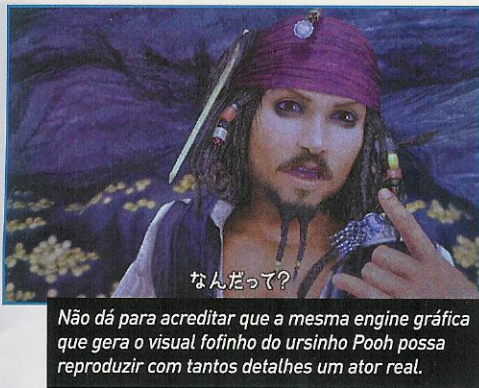 なんだって?
Não dá para acreditar que a mesma engine gráfica
que gera o visual fofinho do ursinho Pooh possa
reproduzir com tantos detalhes um ator real.